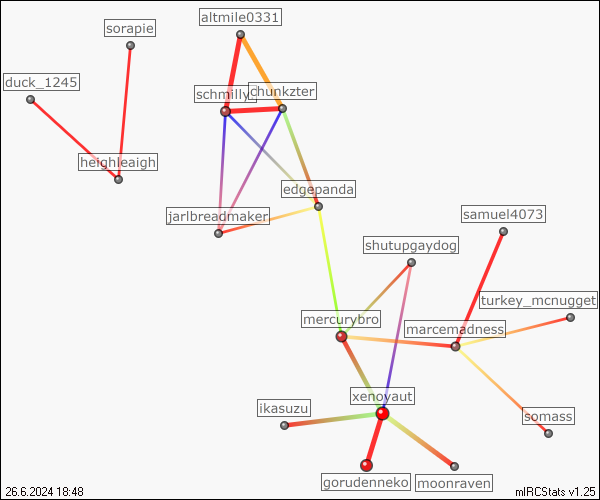 altmile0331
sorapie
duck_1245
schmilly
chunkzter
heighleaigh
edgepanda
jarlbreadmaker
samuel4073
shutupgaydog
turkey_mcnugget
mercurybro
marcemadness
xenovaut
ikasuzu
somass
gorudenneko
moonraven
26.6.2024 18:48
mIRCStats v1.25